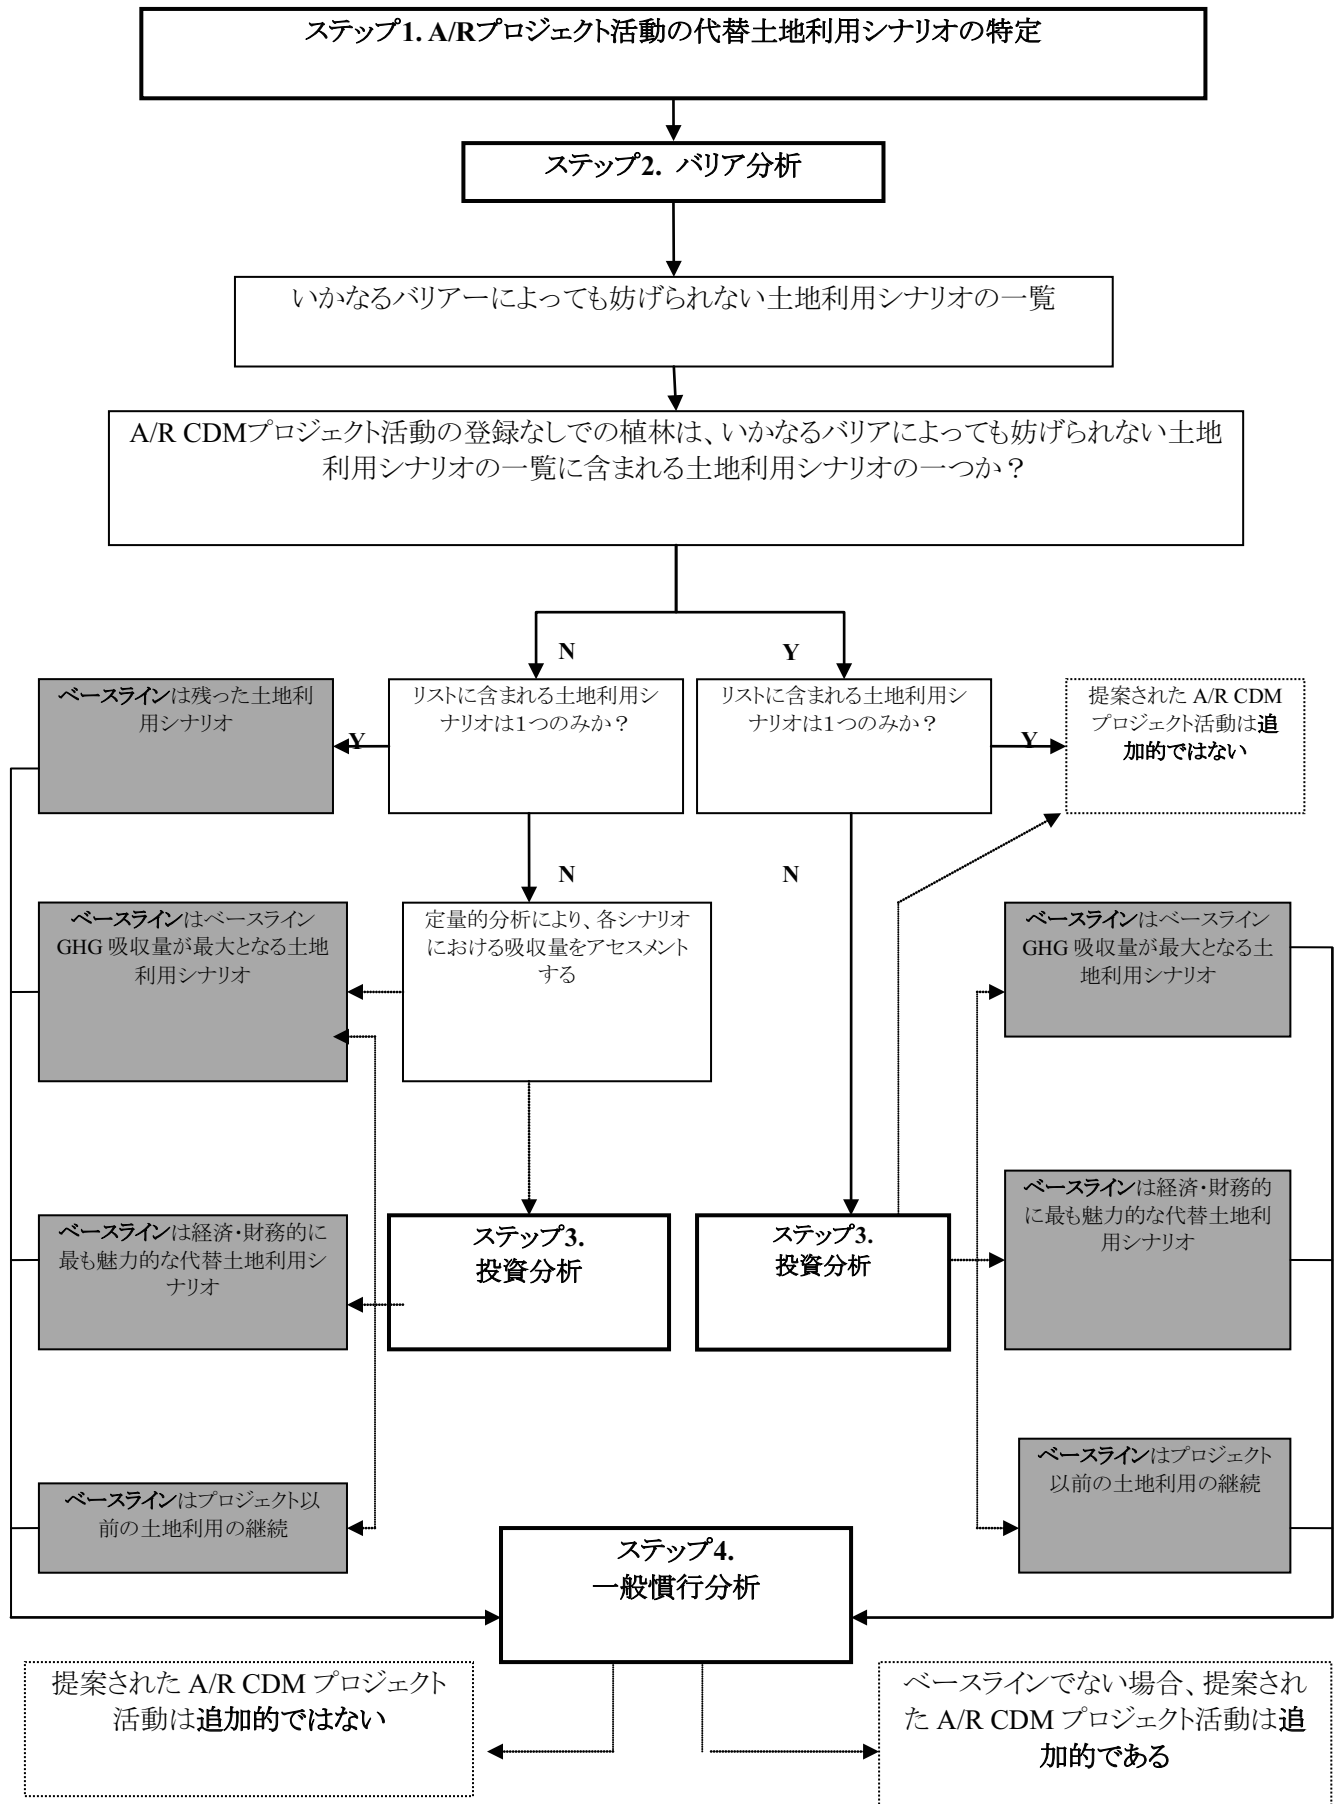 ステップ1. A/Rプロジェクト活動の代替土地利用シナリオの特定
ステップ2. バリア分析
いかなるバリアーによっても妨げられない土地利用シナリオの一覧
A/R CDMプロジェクト活動の登録なしでの植林は、いかなるバリアによっても妨げられない土地
利用シナリオの一覧に含まれる土地利用シナリオの一つか？
N
Y
ベースラインは残った土地利
用シナリオ
Y
リストに含まれる土地利用シ
ナリオは１つのみか？
リストに含まれる土地利用シ
ナリオは１つのみか？
Y
提案された A/R CDM
プロジェクト活動は追
加的ではない
N
N
ベースラインはベースライン
GHG 吸収量が最大となる土地
利用シナリオ
定量的分析により、各シナリオ
における吸収量をアセスメント
する
ベースラインはベースライン
GHG 吸収量が最大となる土
地利用シナリオ
ベースラインは経済・財務的に
最も魅力的な代替土地利用シ
ナリオ
ステップ3.
投資分析
ステップ3.
投資分析
ベースラインは経済・財務的
に最も魅力的な代替土地利
用シナリオ
ベースラインはプロジェクト以
前の土地利用の継続
ベースラインはプロジェクト
以前の土地利用の継続
ステップ4.
一般慣行分析
提案された A/R CDM プロジェクト
活動は追加的ではない
ベースラインでない場合、提案され
た A/R CDM プロジェクト活動は追
加的である